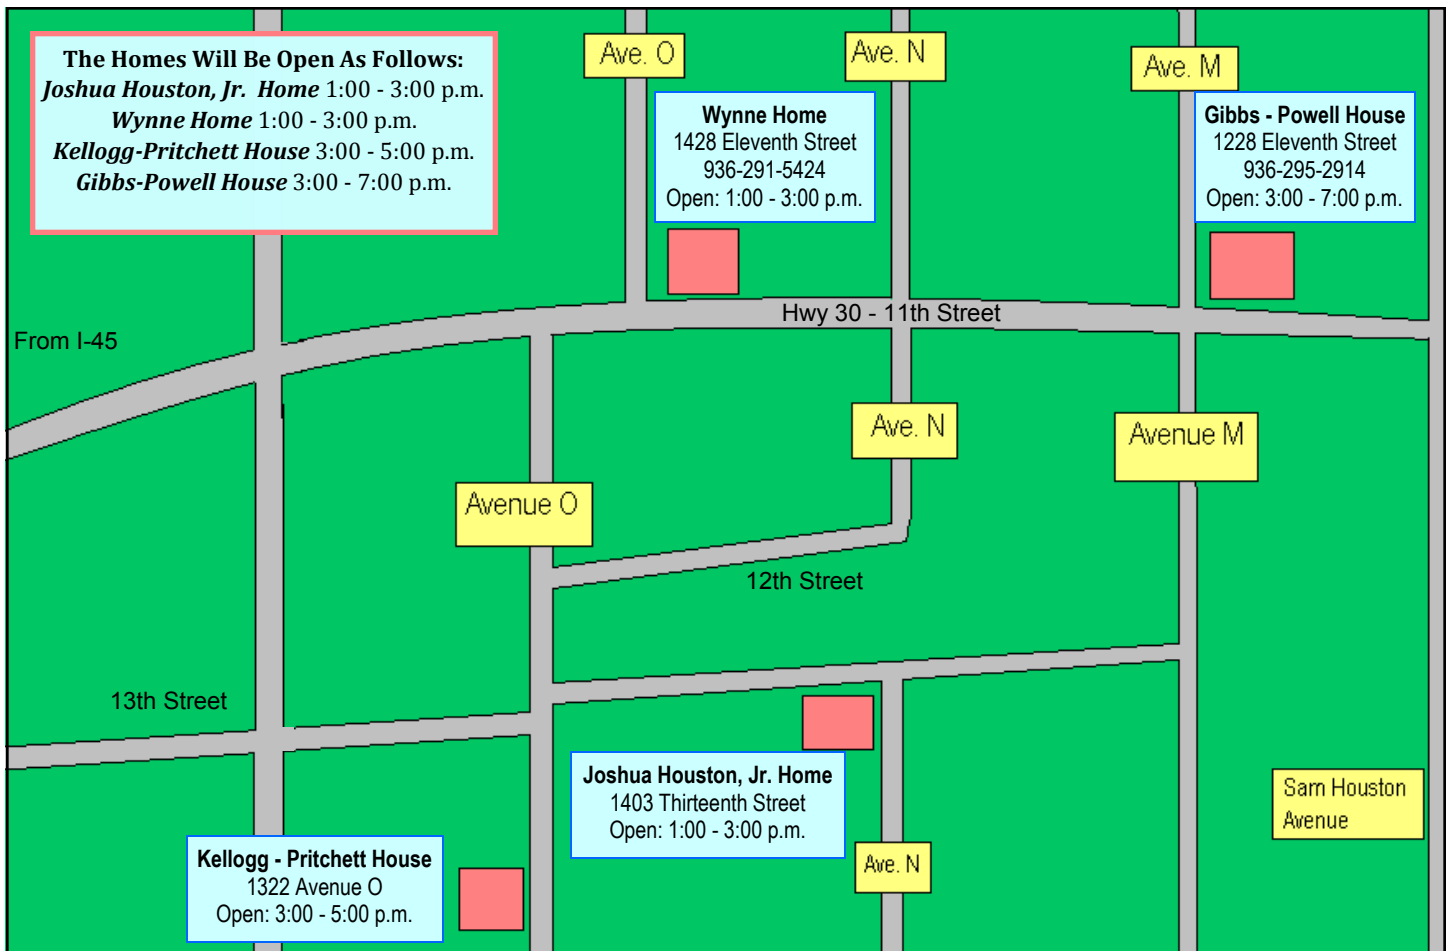 The Homes Will Be Open As Follows:
Joshua Houston, Jr. Home 1:00 - 3:00 p.m.
Wynne Home 1:00 - 3:00 p.m.
Kellogg-Pritchett House 3:00 - 5:00 p.m.
Gibbs-Powell House 3:00 - 7:00 p.m.
Ave. O
Ave. N
Ave. M
Wynne Home
1428 Eleventh Street
936-291-5424
Open: 1:00 - 3:00 p.m.
Gibbs - Powell House
1228 Eleventh Street
936-295-2914
Open: 3:00 - 7:00 p.m.
Hwy 30 - 11th Street
From I-45
Ave. N
Avenue M
Avenue O
12th Street
13th Street
Joshua Houston, Jr. Home
1403 Thirteenth Street
Open: 1:00 - 3:00 p.m.
Sam Houston
Avenue
Kellogg - Pritchett House
1322 Avenue O
Open: 3:00 - 5:00 p.m.
Ave. N